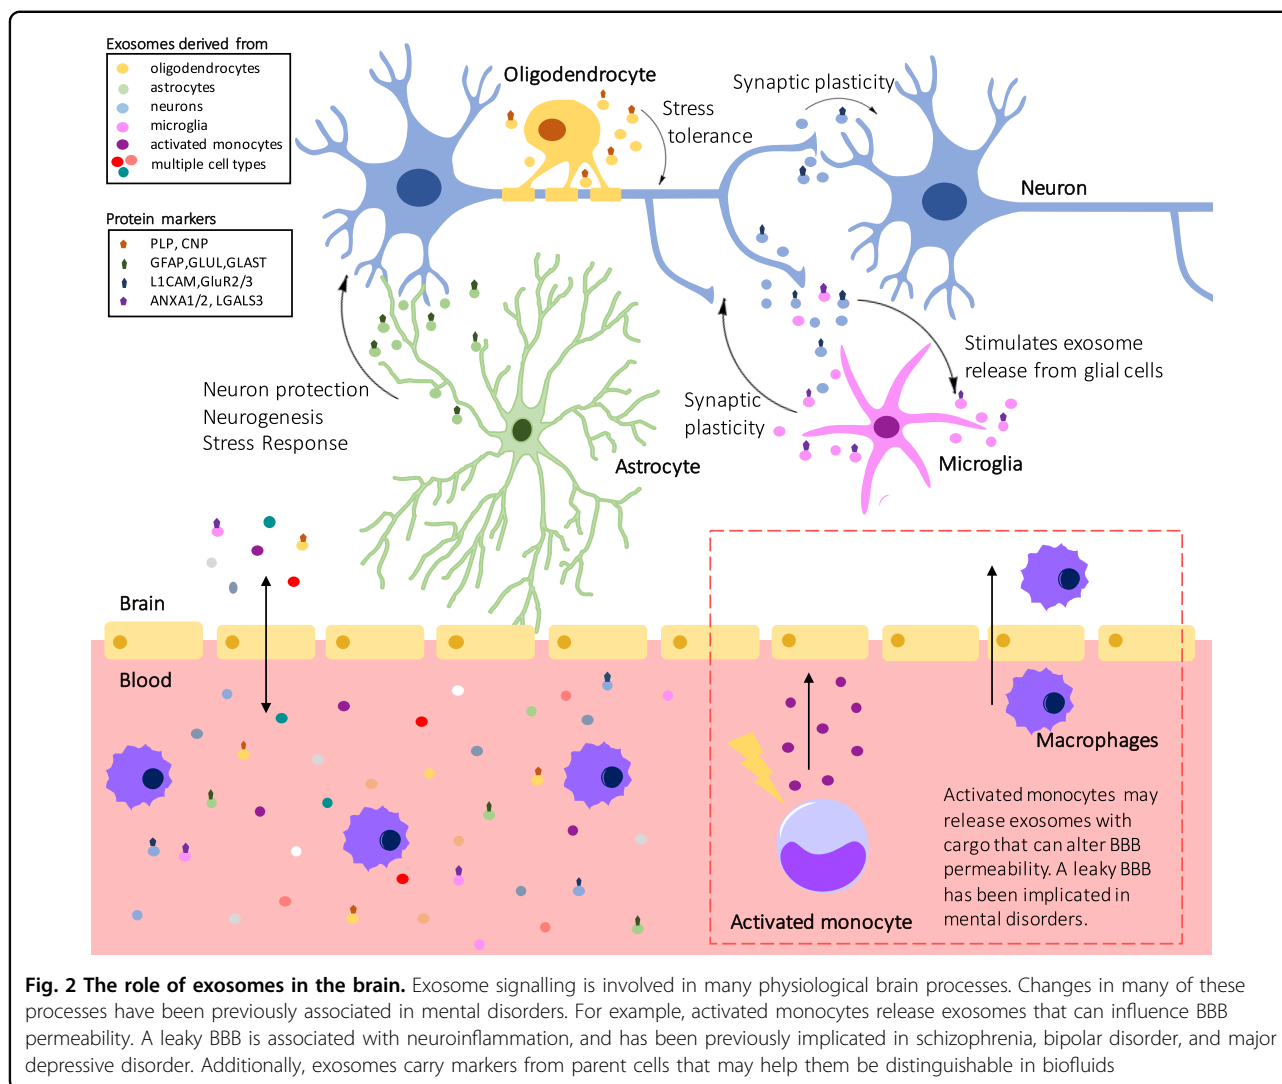 Exosomes derived from
oligodendrocytes
astrocytes
neurons
microglia
activated monocytes
multiple cell types
Protein markers
PLP, CNP
GFAP,GLUL,GLAST
L1CAM,GluR2/3
ANXA1/2, LGALS3
Oligodendrocyte
Stress
tolerance
Synaptic plasticity
Neuron
Neuron protection
Neurogenesis
Stress Response
Astrocyte
Synaptic
plasticity
Stimulates exosome
release from glial cells
Microglia
Brain
Blood
Macrophages
Activated monocyte
Activated monocytes may
release exosomes with
cargo that can alter BBB
permeability. A leaky BBB
has been implicated in
mental disorders.
Fig. 2 The role of exosomes in the brain. Exosome signalling is involved in many physiological brain processes. Changes in many of these
processes have been previously associated in mental disorders. For example, activated monocytes release exosomes that can influence BBB
permeability. A leaky BBB is associated with neuroinflammation, and has been previously implicated in schizophrenia, bipolar disorder, and major
depressive disorder. Additionally, exosomes carry markers from parent cells that may help them be distinguishable in biofluids